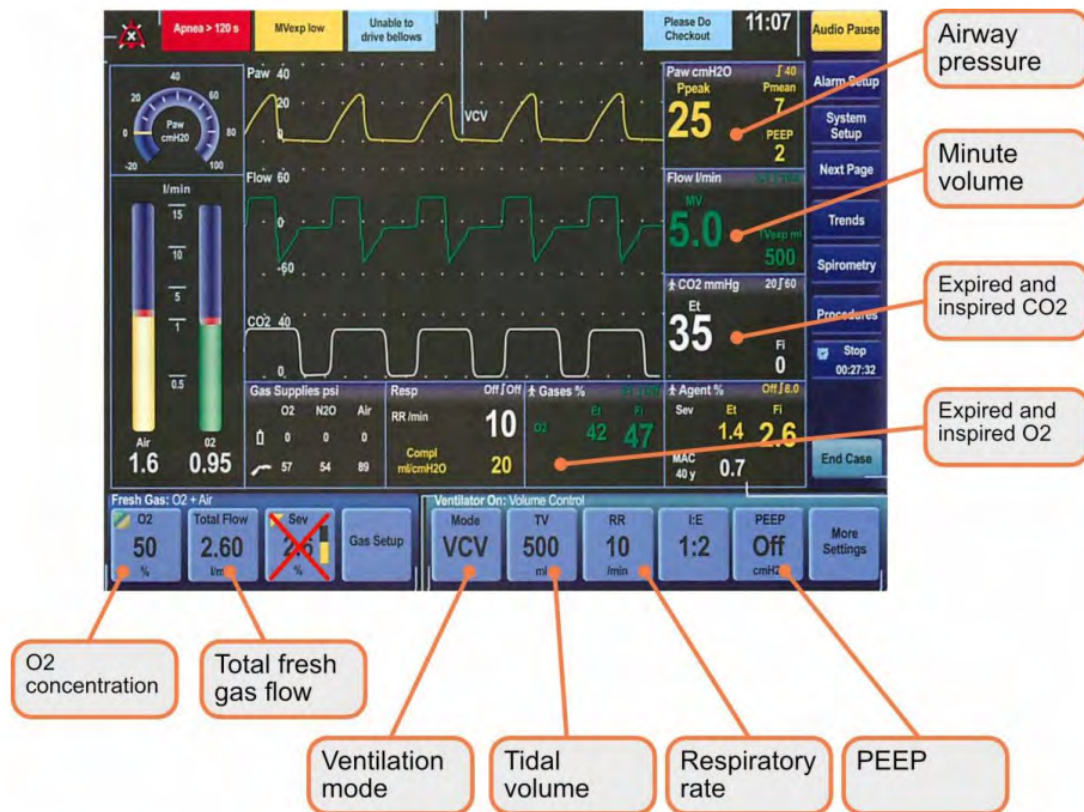 Apnea > 120 s
MVexp low
Unable to
drive bellows
Please Do
Checkout
11:07
Audio Pause
Airway
pressure
40
20
60
0
80
-20
100
Paw
cmH20
Paw 40
20
0
VCV
Paw cmH2O
40
Ppeak
25
Pmean
7
PEEP
2
Alarm Setup
System
Setup
Next Page
Minute
volume
l/min
15
10
5
1
0.5
Air
1.6
02
0.95
Flow 60
0
-60
Flow l/min
MV
5.0
TVexp ml
500
Trends
Spirometry
CO2 40
0
CO2 mmHg
20 60
Et
35
Fi
0
Expired and
inspired CO2
Procedures
Stop
00:27:32
Gas Supplies psi
O2 N2O Air
0 0 0
57 54 89
Resp
Off Off
RR /min
10
Compl
ml/cmH2O
20
Gases %
Et Fi
O2 42 47
Agent %
Off 8.0
Sev Et Fi
1.4 2.6
MAC
40 y
0.7
Expired and
inspired O2
End Case
Fresh Gas: O2 + Air
O2
50
%
Total Flow
2.60
Sev
%
Gas Setup
Ventilator On: Volume Control
Mode
VCV
TV
500
ml
RR
10
/min
I:E
1:2
PEEP
Off
More
Settings
O2
concentration
Total fresh
gas flow
Ventilation
mode
Tidal
volume
Respiratory
rate
PEEP